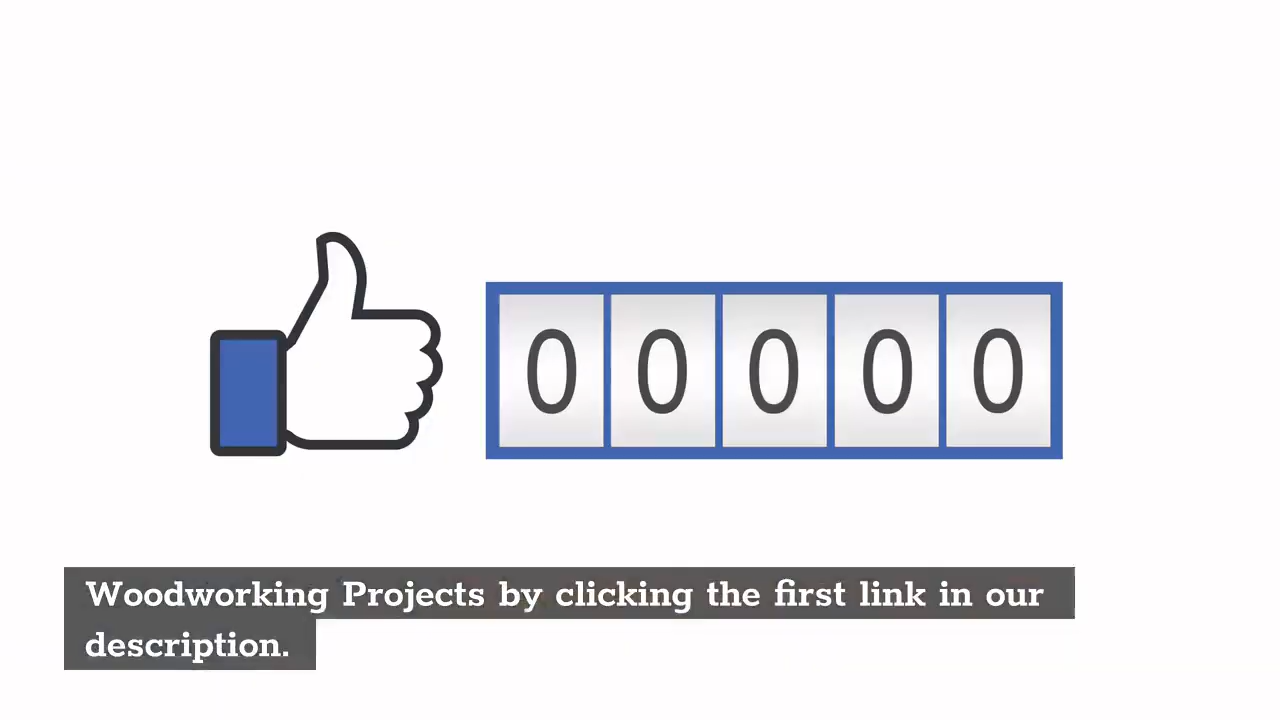 00000
Woodworking Projects by clicking the first link in our
description.